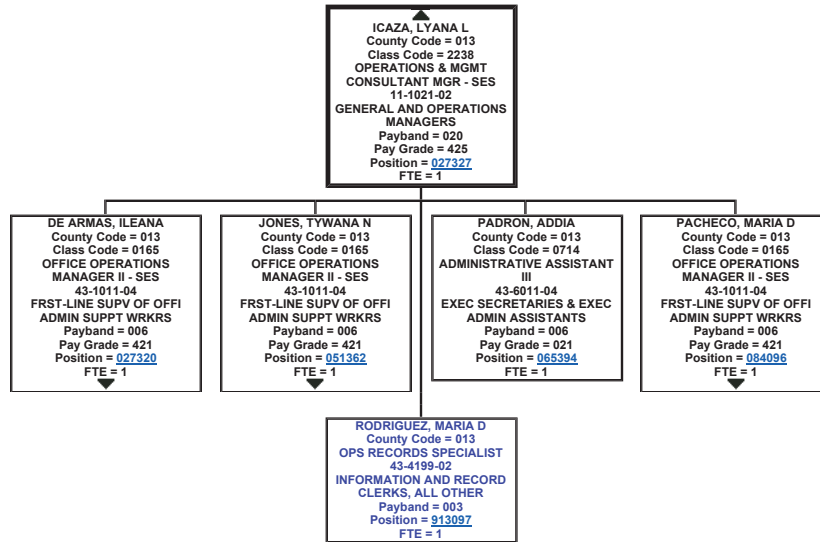 ICAZA, LYANA L
County Code = 013
Class Code = 2238
OPERATIONS & MGMT
CONSULTANT MGR - SES
11-1021-02
GENERAL AND OPERATIONS
MANAGERS
Payband = 020
Pay Grade = 425
Position = 027327
FTE = 1
DE ARMAS, ILEANA
County Code = 013
Class Code = 0165
OFFICE OPERATIONS
MANAGER II - SES
43-1011-04
FRST-LINE SUPV OF OFFI
ADMIN SUPPT WRKRS
Payband = 006
Pay Grade = 421
Position = 027320
FTE = 1
JONES, TYWANA N
County Code = 013
Class Code = 0165
OFFICE OPERATIONS
MANAGER II - SES
43-1011-04
FRST-LINE SUPV OF OFFI
ADMIN SUPPT WRKRS
Payband = 006
Pay Grade = 421
Position = 051362
FTE = 1
PADRON, ADDIA
County Code = 013
Class Code = 0714
ADMINISTRATIVE ASSISTANT
III
43-6011-04
EXEC SECRETARIES & EXEC
ADMIN ASSISTANTS
Payband = 006
Pay Grade = 021
Position = 065394
FTE = 1
PACHECO, MARIA D
County Code = 013
Class Code = 0165
OFFICE OPERATIONS
MANAGER II - SES
43-1011-04
FRST-LINE SUPV OF OFFI
ADMIN SUPPT WRKRS
Payband = 006
Pay Grade = 421
Position = 084096
FTE = 1
RODRIGUEZ, MARIA D
County Code = 013
OPS RECORDS SPECIALIST
43-4199-02
INFORMATION AND RECORD
CLERKS, ALL OTHER
Payband = 003
Position = 913097
FTE = 1